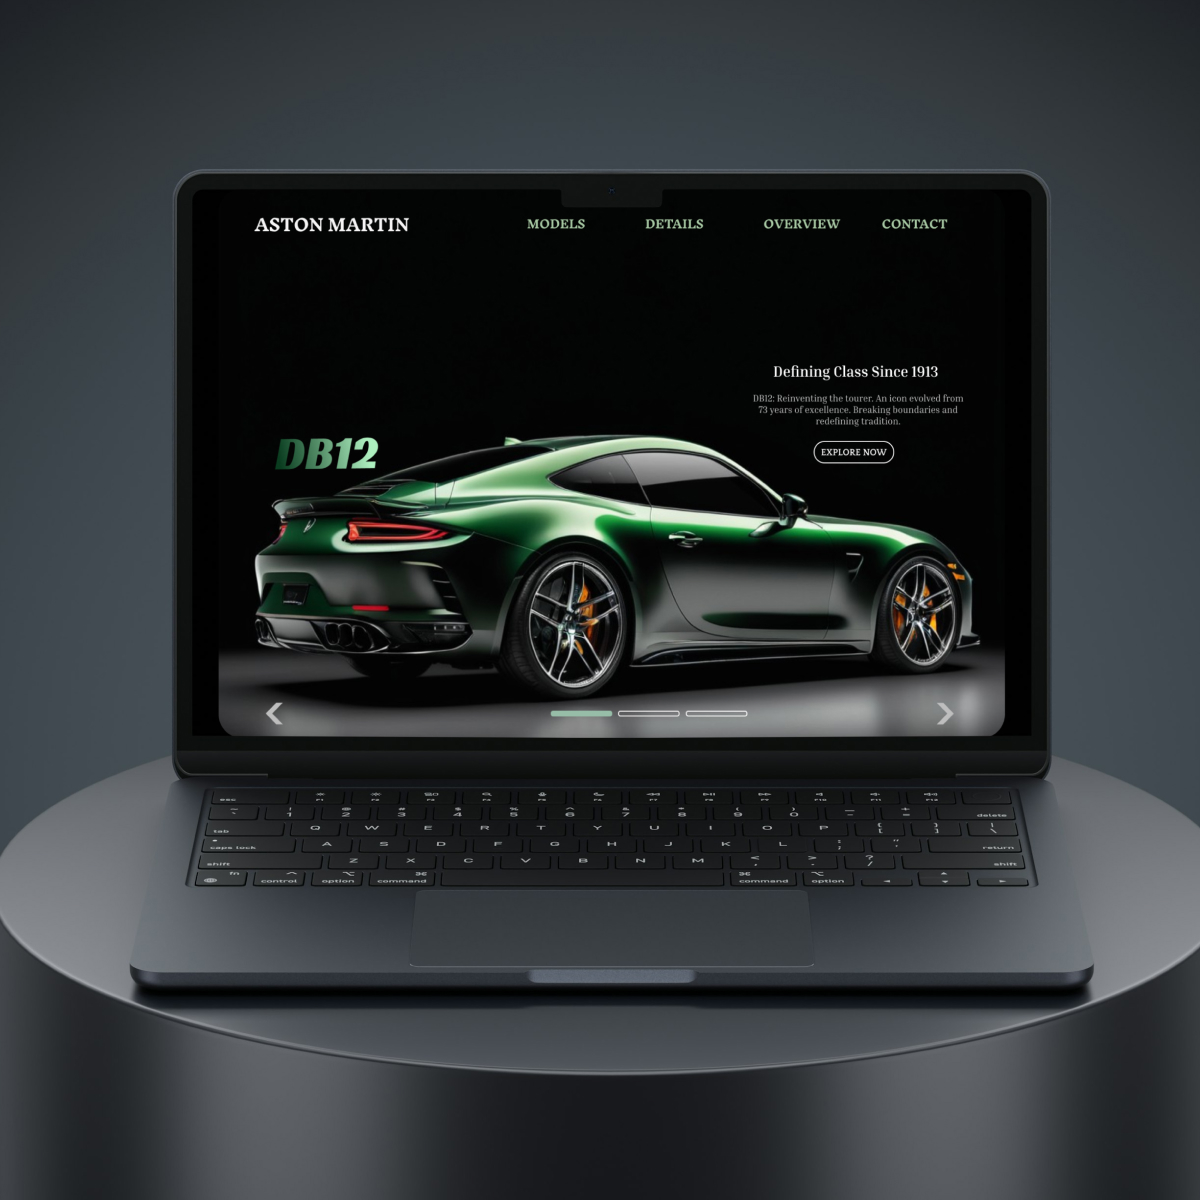 ASTON MARTIN
MODELS DETAILS OVERVIEW CONTACT
Defining Class Since 1913
DB12: Reinventing the tourer. An icon evolved from
73 years of excellence. Breaking boundaries and
redefining tradition.
EXPLORE NOW
DB12
esc F1 F2 F3 F4 F5 F6 F7 F8 F9 F10 F11 F12
1 2 3 4 5 6 7 8 9 0 delete
tab Q W E R T Y U I O P [ ] \
caps lock A S D F G H J K L ; ' return
shift Z X C V B N M < > ? / shift
fn control option command command option